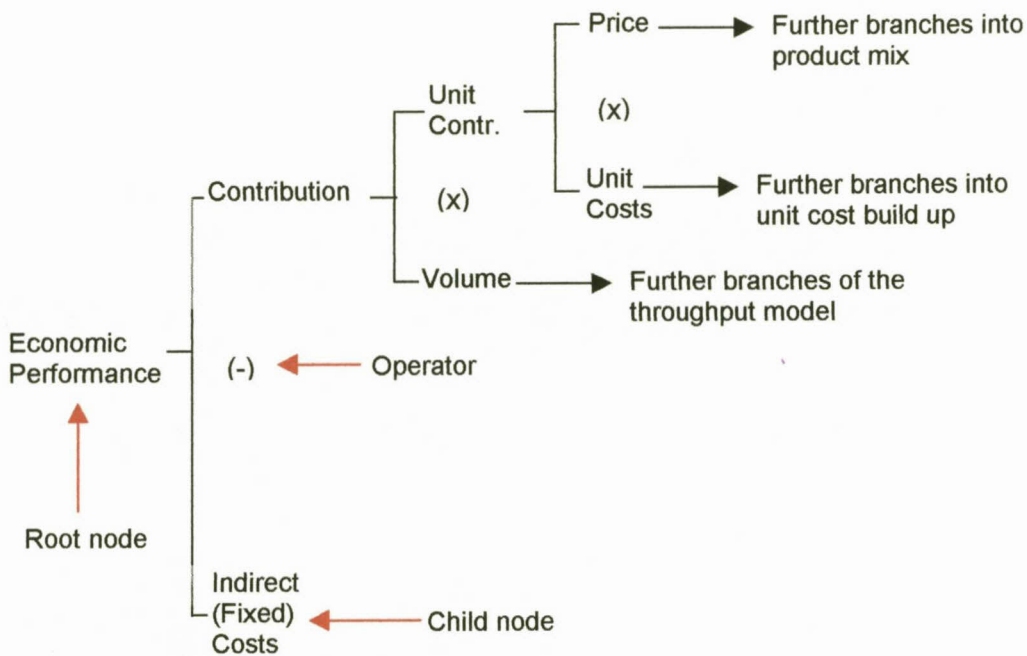 Price
Further branches into
product mix
Unit
Contr.
(x)
Unit
Costs
Further branches into
unit cost build up
Contribution
(x)
Volume
Further branches of the
throughput model
Economic
Performance
(-)
Operator
Root node
Indirect
(Fixed)
Costs
Child node